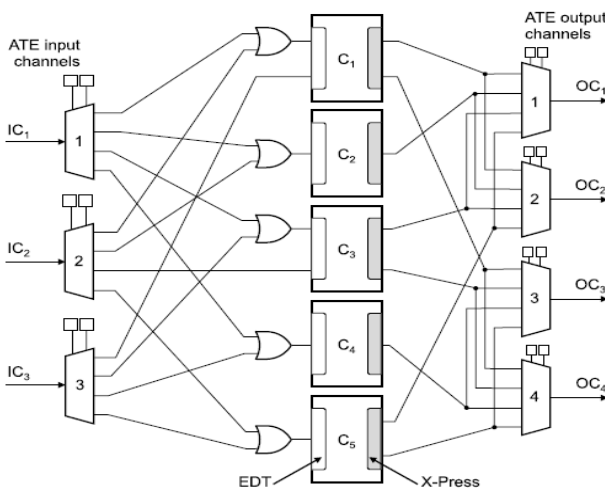 ATE input
channels
ATE output
channels
IC1
IC2
IC3
1
2
3
C1
C2
C3
C4
C5
1
2
3
4
OC1
OC2
OC3
OC4
EDT
X-Press